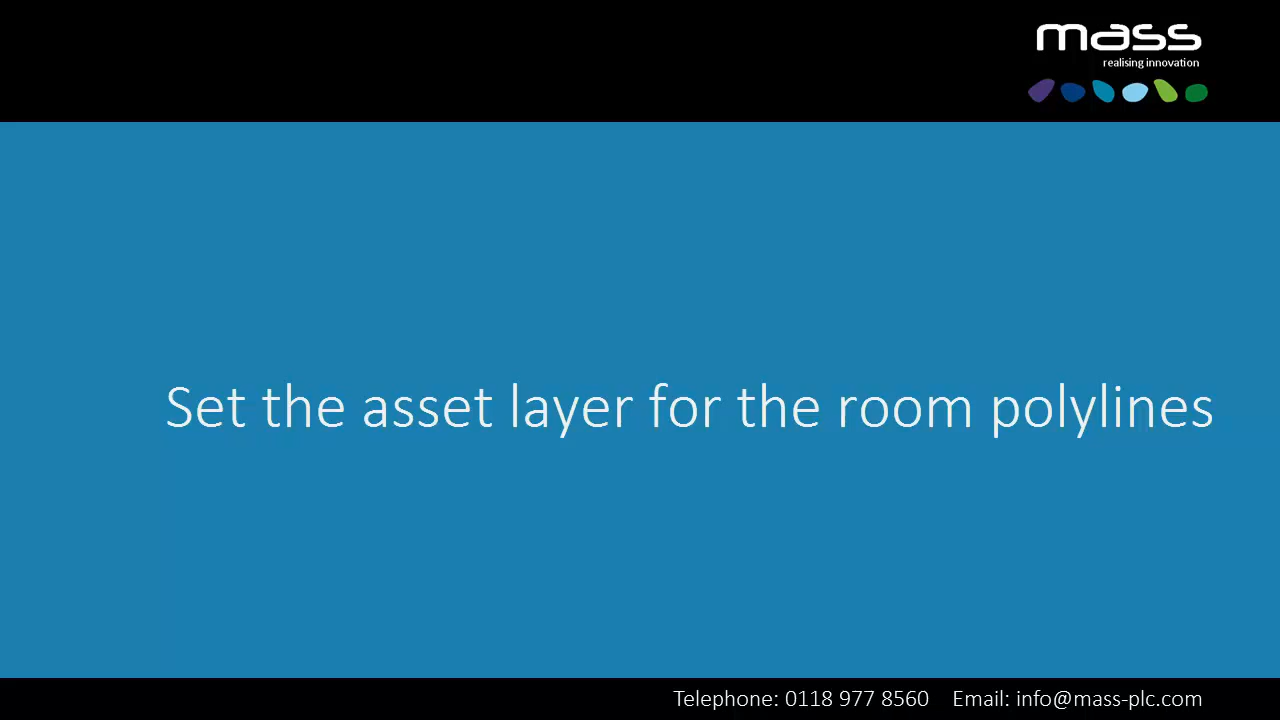 mass
realising innovation
Set the asset layer for the room polylines
Telephone: 0118 977 8560 Email: info@mass-plc.com